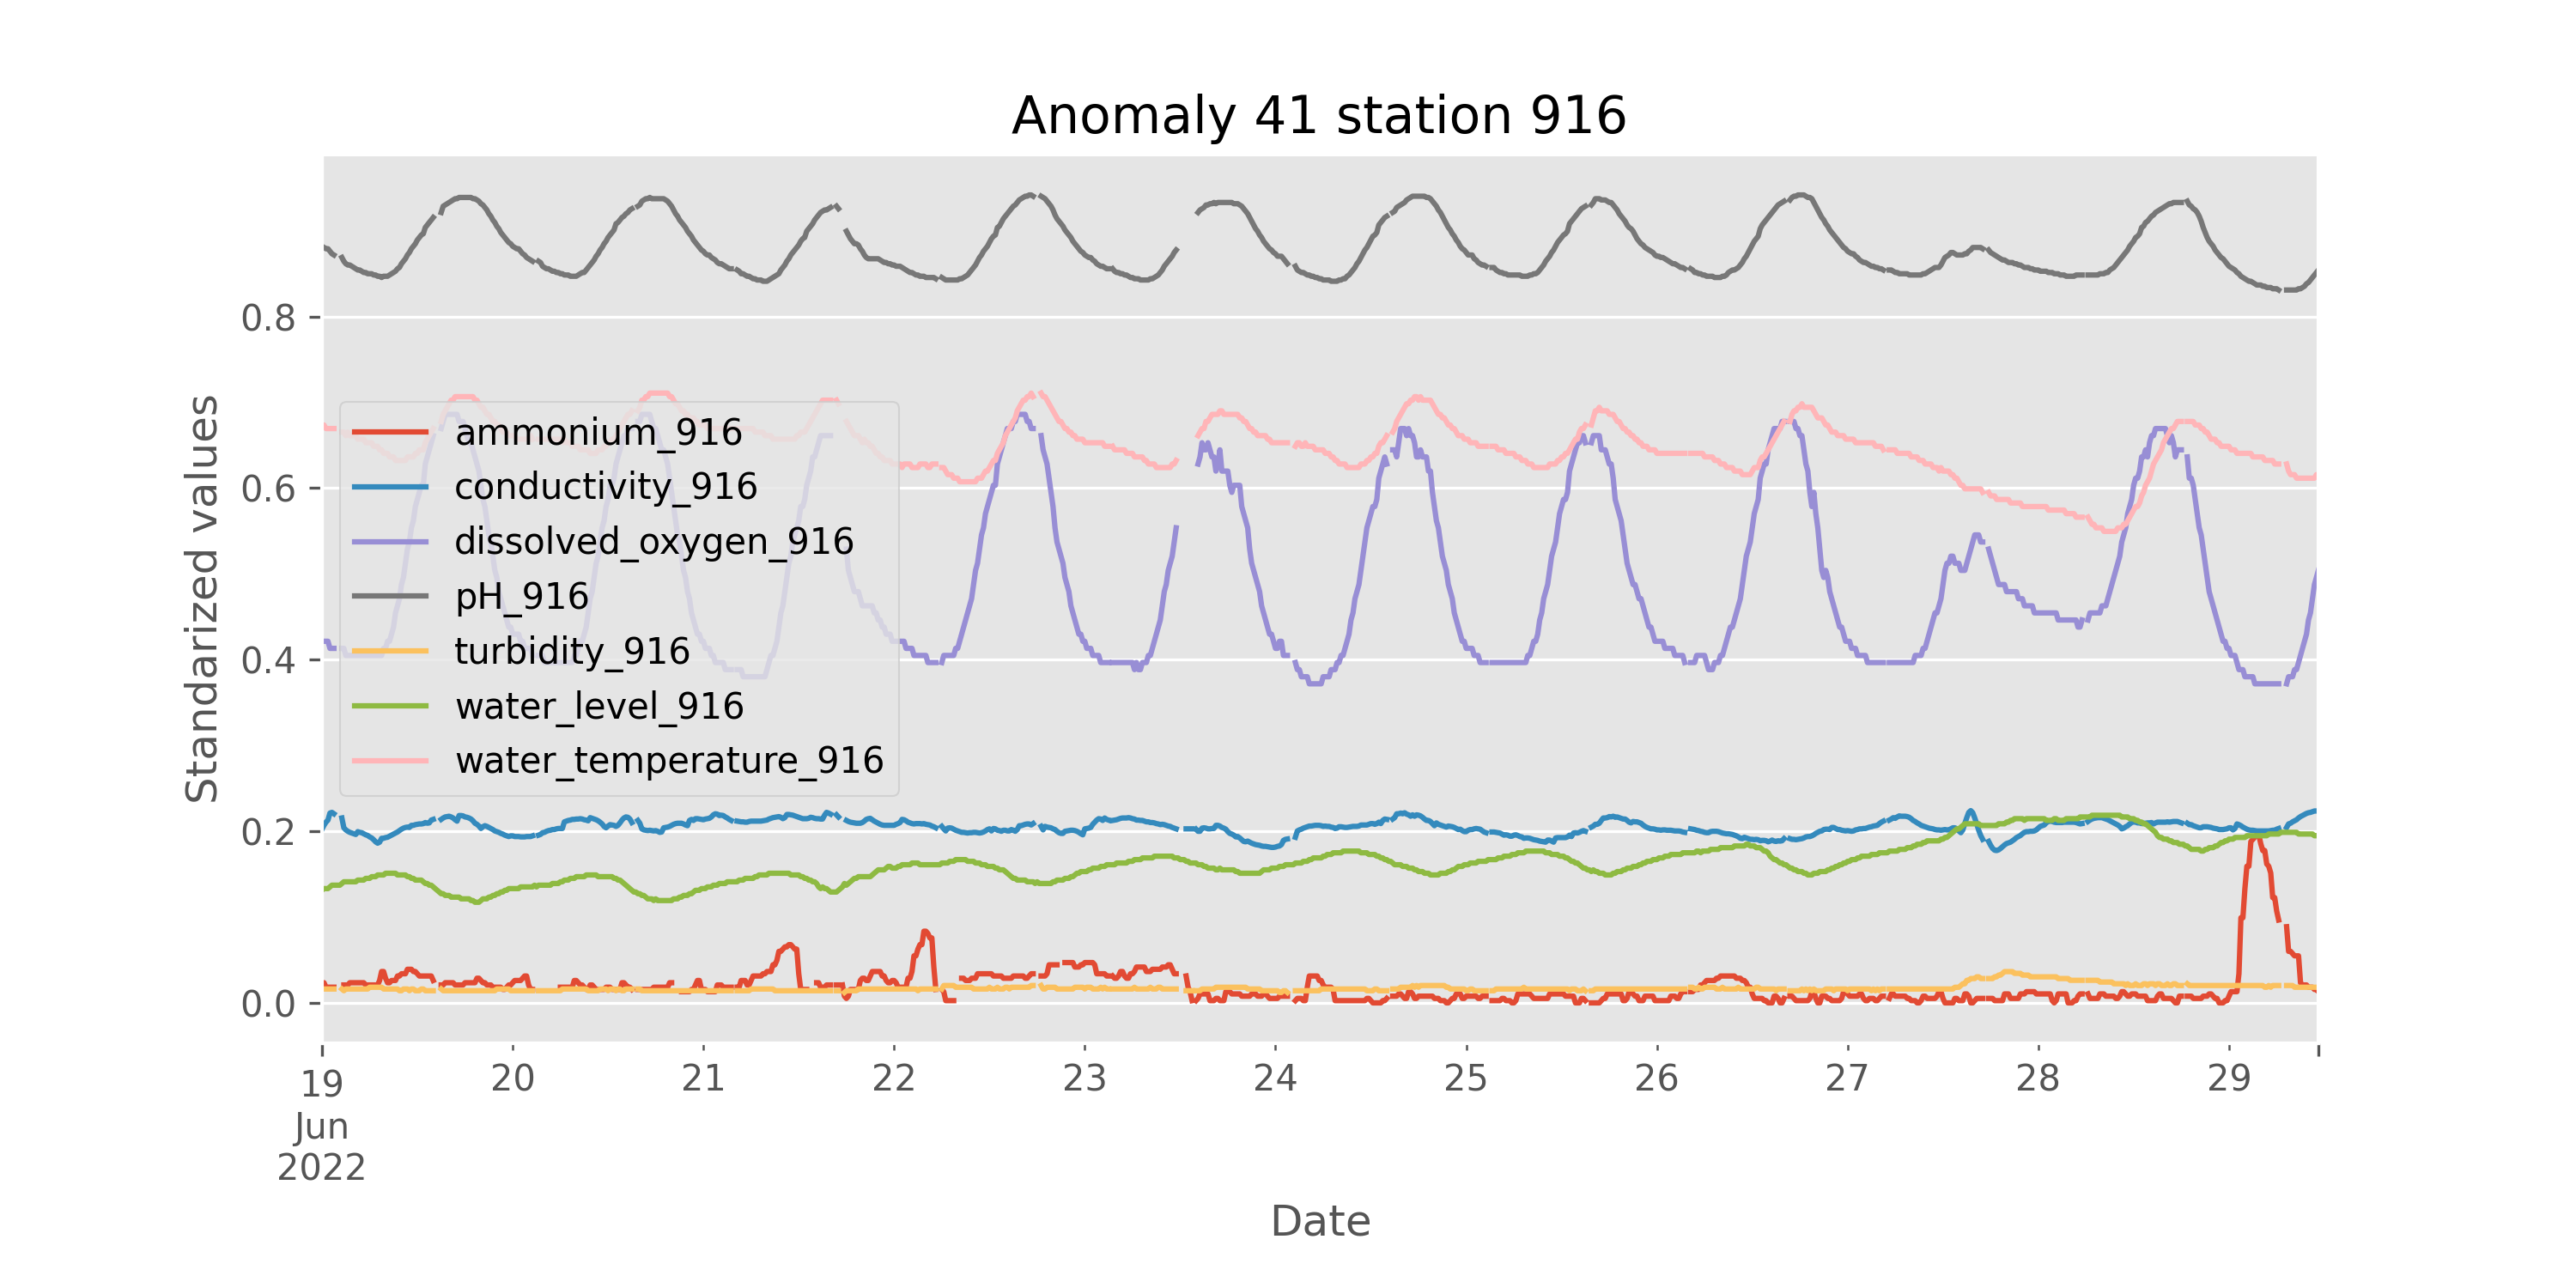 Anomaly 41 station 916
Standarized values
0.8
0.6
0.4
0.2
0.0
ammonium_916
conductivity_916
dissolved_oxygen_916
pH_916
turbidity_916
water_level_916
water_temperature_916
19 20 21 22 23 24 25 26 27 28 29
Jun
2022
Date